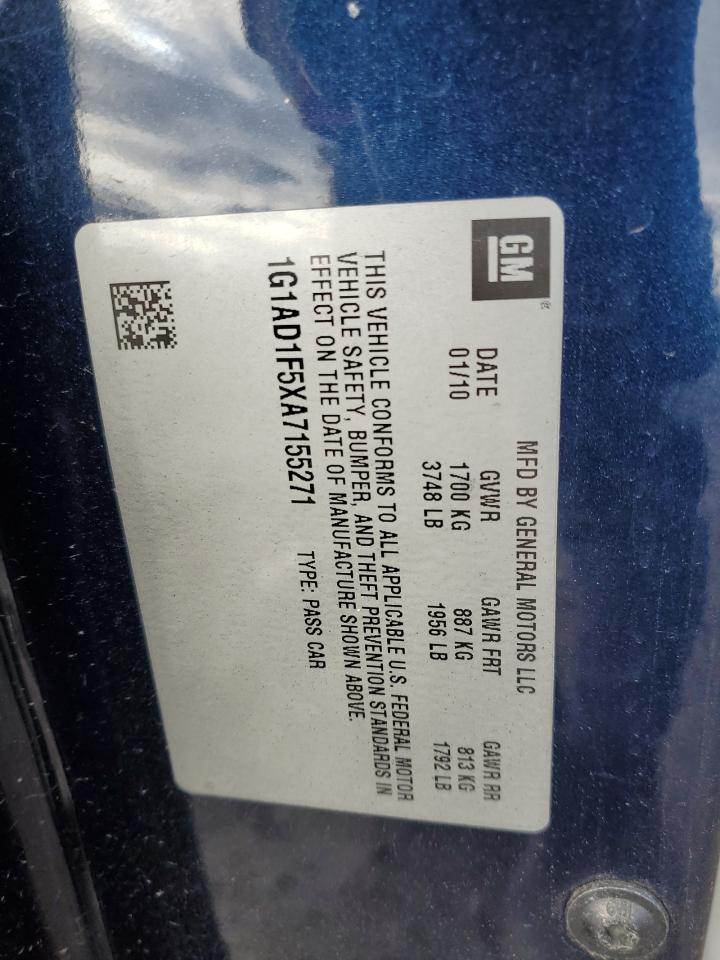 GM
MFD BY GENERAL MOTORS LLC
DATE GVWR GAWR FRT GAWR RR
01/10 1700 KG 887 KG 813 KG
3748 LB 1956 LB 1792 LB
THIS VEHICLE CONFORMS TO ALL APPLICABLE U.S. FEDERAL MOTOR
VEHICLE SAFETY, BUMPER, AND THEFT PREVENTION STANDARDS IN
EFFECT ON THE DATE OF MANUFACTURE SHOWN ABOVE.
1G1AD1F5XA7155271 TYPE: PASS CAR